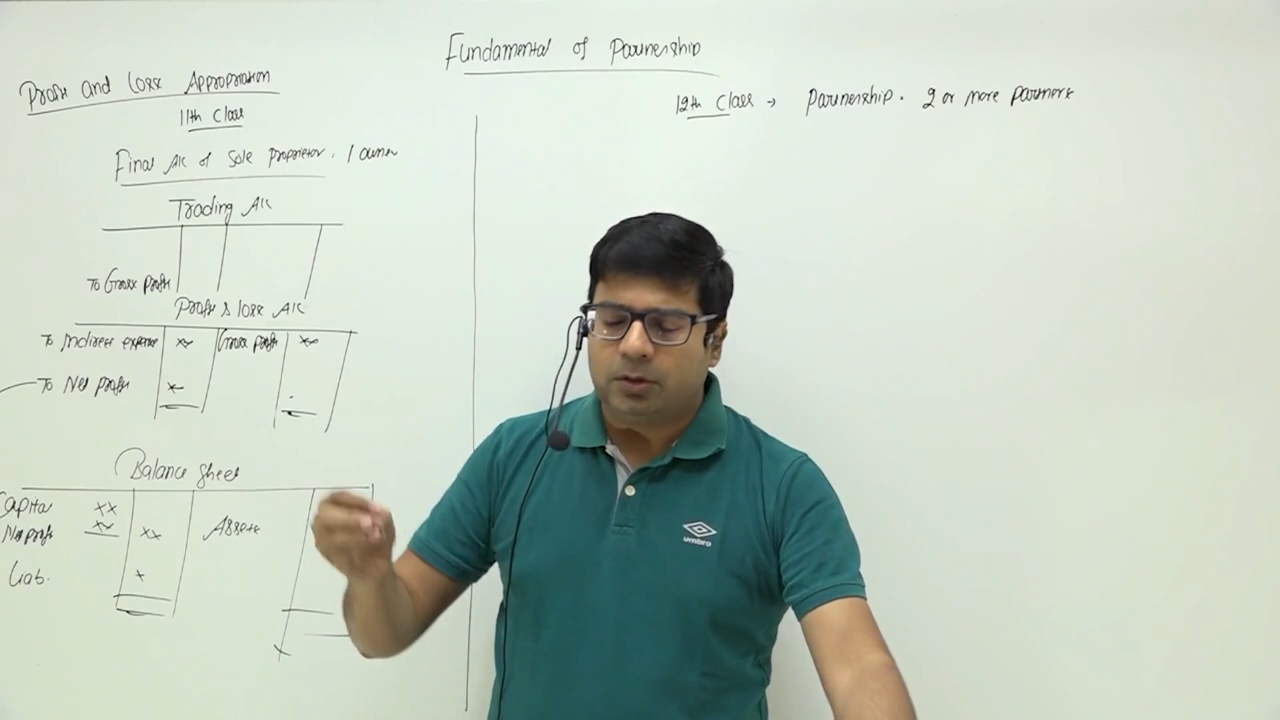 Fundamental of Partnership
Profit and Loss Appropriation
11th Class
Final A/c of Sole Proprietor. 1 owner
Trading A/c
To Gross profit
Profit & loss A/c
To Indirect expense xx Gross profit xx
To Net profit x
Balance Sheet
Capital xx
Net profit xx xx Assets
Liab. x
12th Class → Partnership. 2 or more partners
umbro